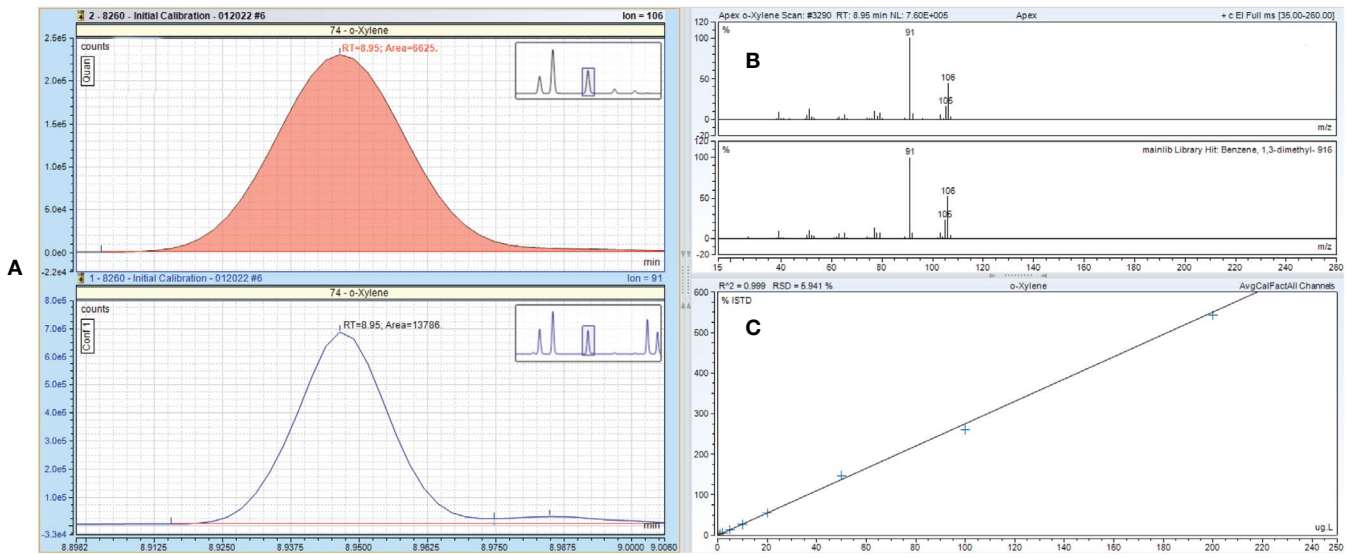 A
2 - 8260 - Initial Calibration - 012022 #6 Ion = 106
74 - o-Xylene
counts
Quan
RT=8.95; Area=6625.
2.5e5
2.0e5
1.5e5
1.0e5
5.0e4
0.0e0
-2.2e4
min
1 - 8260 - Initial Calibration - 012022 #6 Ion = 91
74 - o-Xylene
counts
Conf 1
RT=8.95; Area=13786.
8.0e5
7.0e5
6.0e5
5.0e5
4.0e5
3.0e5
2.0e5
1.0e5
-3.3e4
min
8.8982 8.9125 8.9250 8.9375 8.9500 8.9625 8.9750 8.9875 9.0000 9.0060
Apex o-Xylene Scan: #3290 RT: 8.95 min NL: 7.60E+005 Apex + c EI Full ms [35.00-260.00]
B
120
%
100
50
0
-20
91
106
105
m/z
120
%
mainlib Library Hit: Benzene, 1,3-dimethyl- 916
100
50
0
-20
91
106
105
m/z
15 40 60 80 100 120 140 160 180 200 220 240 260
R^2 = 0.999 RSD = 5.941 % o-Xylene AvgCalFactAll Channels
% ISTD
C
600
500
400
300
200
100
0
ug.L
0 20 40 60 80 100 120 140 160 180 200 220 250